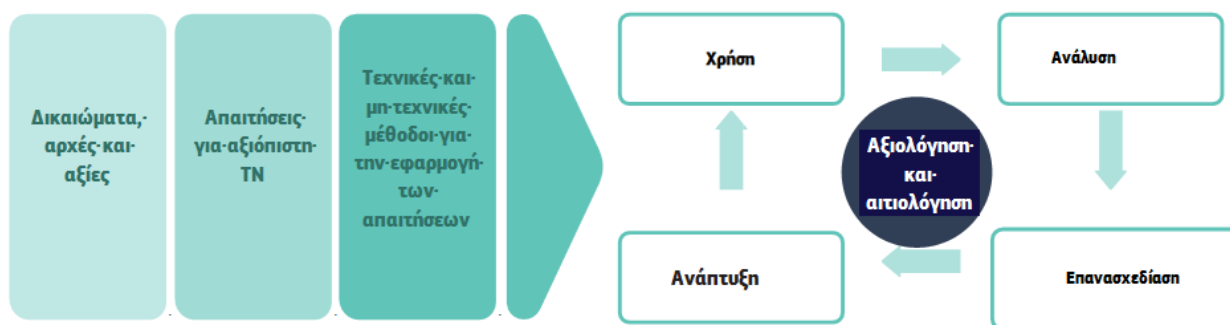 Δικαιώματα,·
αρχές·και·
αξίες
Απαιτήσεις·
για·αξιόπιστη·
ΤΝ
Τεχνικές·και·
μη·τεχνικές·
μέθοδοι·για·
την·εφαρμογή·
των·
απαιτήσεων
Χρήση
Ανάλυση
Αξιολόγηση·
και·
αιτιολόγηση
Ανάπτυξη
Επανασχεδίαση